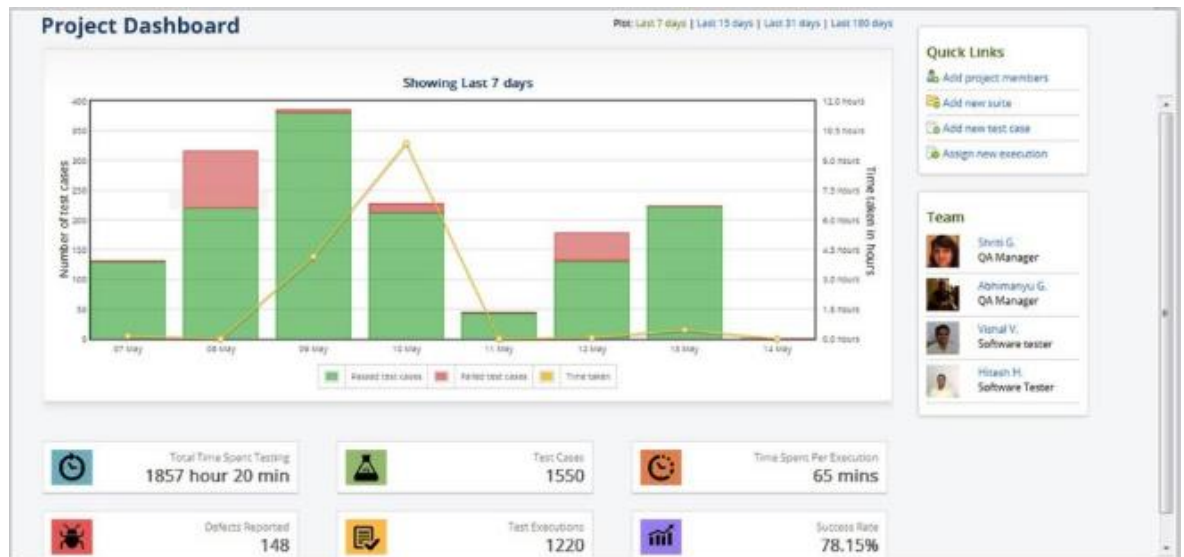 Project Dashboard
Plot: Last 7 days | Last 15 days | Last 31 days | Last 180 days
Showing Last 7 days
Number of test cases
400
350
300
250
200
150
100
50
0
12.0 hours
10.5 hours
9.0 hours
7.5 hours
6.0 hours
4.5 hours
3.0 hours
1.5 hours
0.0 hours
Time taken in hours
07 May
08 May
09 May
10 May
11 May
12 May
13 May
14 May
Passed test cases
Failed test cases
Time taken
Quick Links
Add project members
Add new suite
Add new test case
Assign new execution
Team
Shriti G.
QA Manager
Abhimanyu G.
QA Manager
Vishal V.
Software tester
Hitesh H.
Software Tester
Total Time Spent Testing
1857 hour 20 min
Test Cases
1550
Time Spent Per Execution
65 mins
Defects Reported
148
Test Executions
1220
Success Rate
78.15%